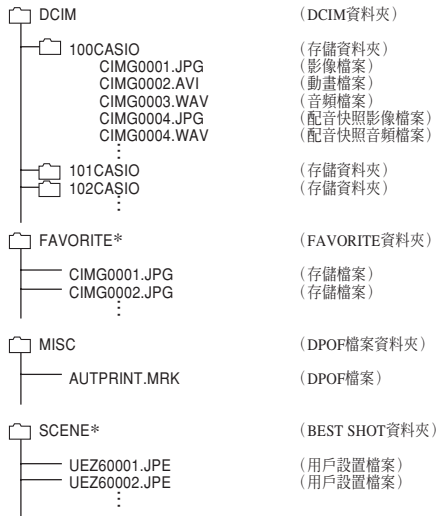 DCIM （DCIM資料夾）
100CASIO （存儲資料夾）
CIMG0001.JPG （影像檔案）
CIMG0002.AVI （動畫檔案）
CIMG0003.WAV （音頻檔案）
CIMG0004.JPG （配音快照影像檔案）
CIMG0004.WAV （配音快照音頻檔案）
101CASIO （存儲資料夾）
102CASIO （存儲資料夾）
FAVORITE* （FAVORITE資料夾）
CIMG0001.JPG （存儲檔案）
CIMG0002.JPG （存儲檔案）
MISC （DPOF檔案資料夾）
AUTPRINT.MRK （DPOF檔案）
SCENE* （BEST SHOT資料夾）
UEZ60001.JPE （用戶設置檔案）
UEZ60002.JPE （用戶設置檔案）